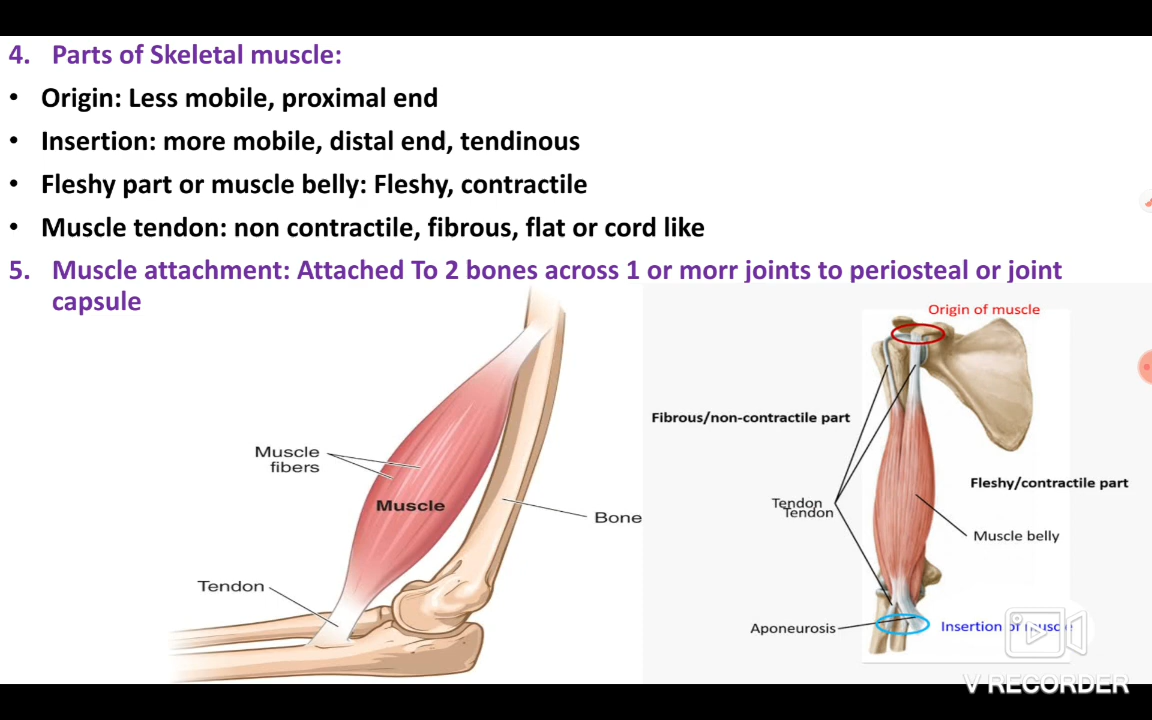 4. Parts of Skeletal muscle:
• Origin: Less mobile, proximal end
• Insertion: more mobile, distal end, tendinous
• Fleshy part or muscle belly: Fleshy, contractile
• Muscle tendon: non contractile, fibrous, flat or cord like
5. Muscle attachment: Attached To 2 bones across 1 or morr joints to periosteal or joint
capsule
Muscle
fibers
Muscle
Bone
Tendon
Origin of muscle
Fibrous/non-contractile part
Fleshy/contractile part
Tendon
Tendon
Muscle belly
Aponeurosis
Insertion of muscle
V RECORDER